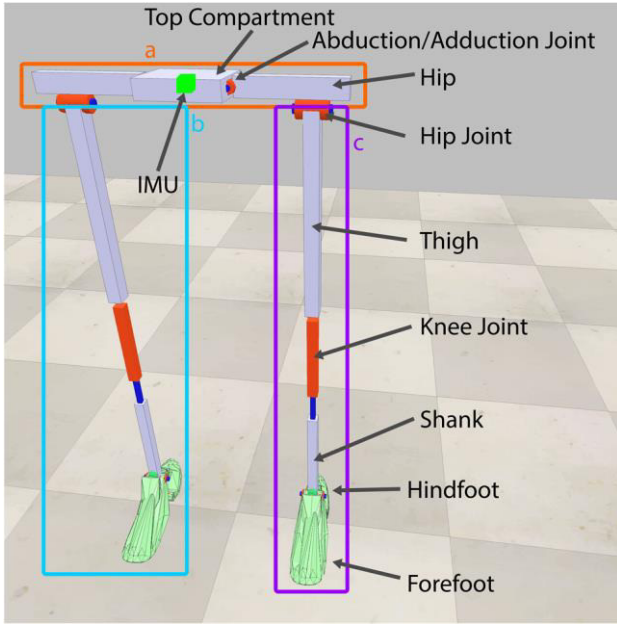 Top Compartment
Abduction/Adduction Joint
a
Hip
b
Hip Joint
c
IMU
Thigh
Knee Joint
Shank
Hindfoot
Forefoot